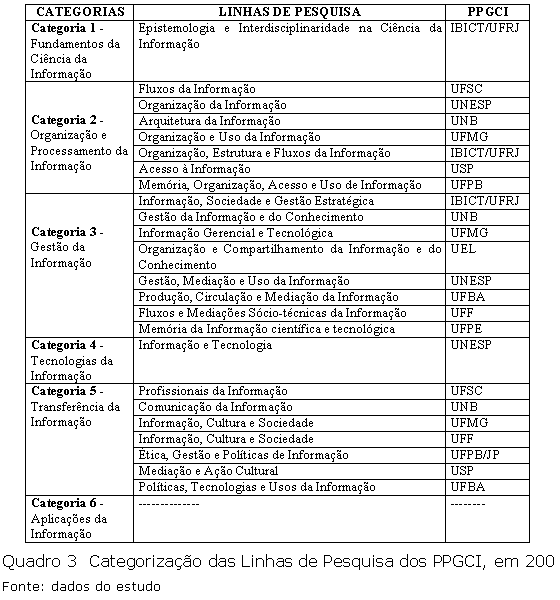 CATEGORIAS LINHAS DE PESQUISA PPGCI
Categoria 1 - Epistemologia e Interdisciplinaridade na Ciência da IBICT/UFRJ
Fundamentos da Informação
Ciência da
Informação
Categoria 2 -
Organização e
Processamento da
Informação
Fluxos da Informação UFSC
Organização da Informação UNESP
Arquitetura da Informação UNB
Organização e Uso da Informação UFMG
Organização, Estrutura e Fluxos da Informação IBICT/UFRJ
Acesso à Informação USP
Memória, Organização, Acesso e Uso de Informação UFPB
Categoria 3 -
Gestão da
Informação
Informação, Sociedade e Gestão Estratégica IBICT/UFRJ
Gestão da Informação e do Conhecimento UNB
Informação Gerencial e Tecnológica UFMG
Organização e Compartilhamento da Informação e do UEL
Conhecimento
Gestão, Mediação e Uso da Informação UNESP
Produção, Circulação e Mediação da Informação UFBA
Fluxos e Mediações Sócio-técnicas da Informação UFF
Memória da Informação científica e tecnológica UFPE
Categoria 4 - Informação e Tecnologia UNESP
Tecnologias da
Informação
Categoria 5 -
Transferência da
Informação
Profissionais da Informação UFSC
Comunicação da Informação UNB
Informação, Cultura e Sociedade UFMG
Informação, Cultura e Sociedade UFF
Ética, Gestão e Políticas de Informação UFPB/JP
Mediação e Ação Cultural USP
Políticas, Tecnologias e Usos da Informação UFBA
Categoria 6 - -------------- --------
Aplicações da
Informação
Quadro 3 Categorização das Linhas de Pesquisa dos PPGCI, em 200
Fonte: dados do estudo